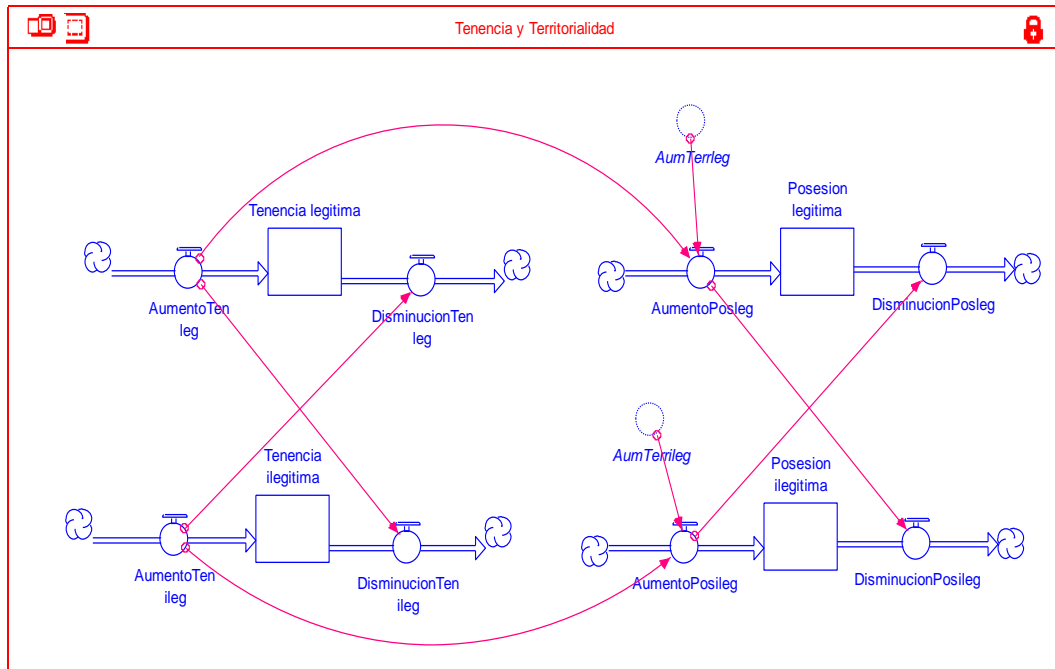 Tenencia y Territorialidad
AumTerrleg
Tenencia legitima
Posesion
legitima
AumentoTen
leg
DisminucionTen
leg
AumentoPosleg
DisminucionPosleg
AumTerrileg
Tenencia
ilegitima
Posesion
ilegitima
AumentoTen
ileg
DisminucionTen
ileg
AumentoPosileg
DisminucionPosileg